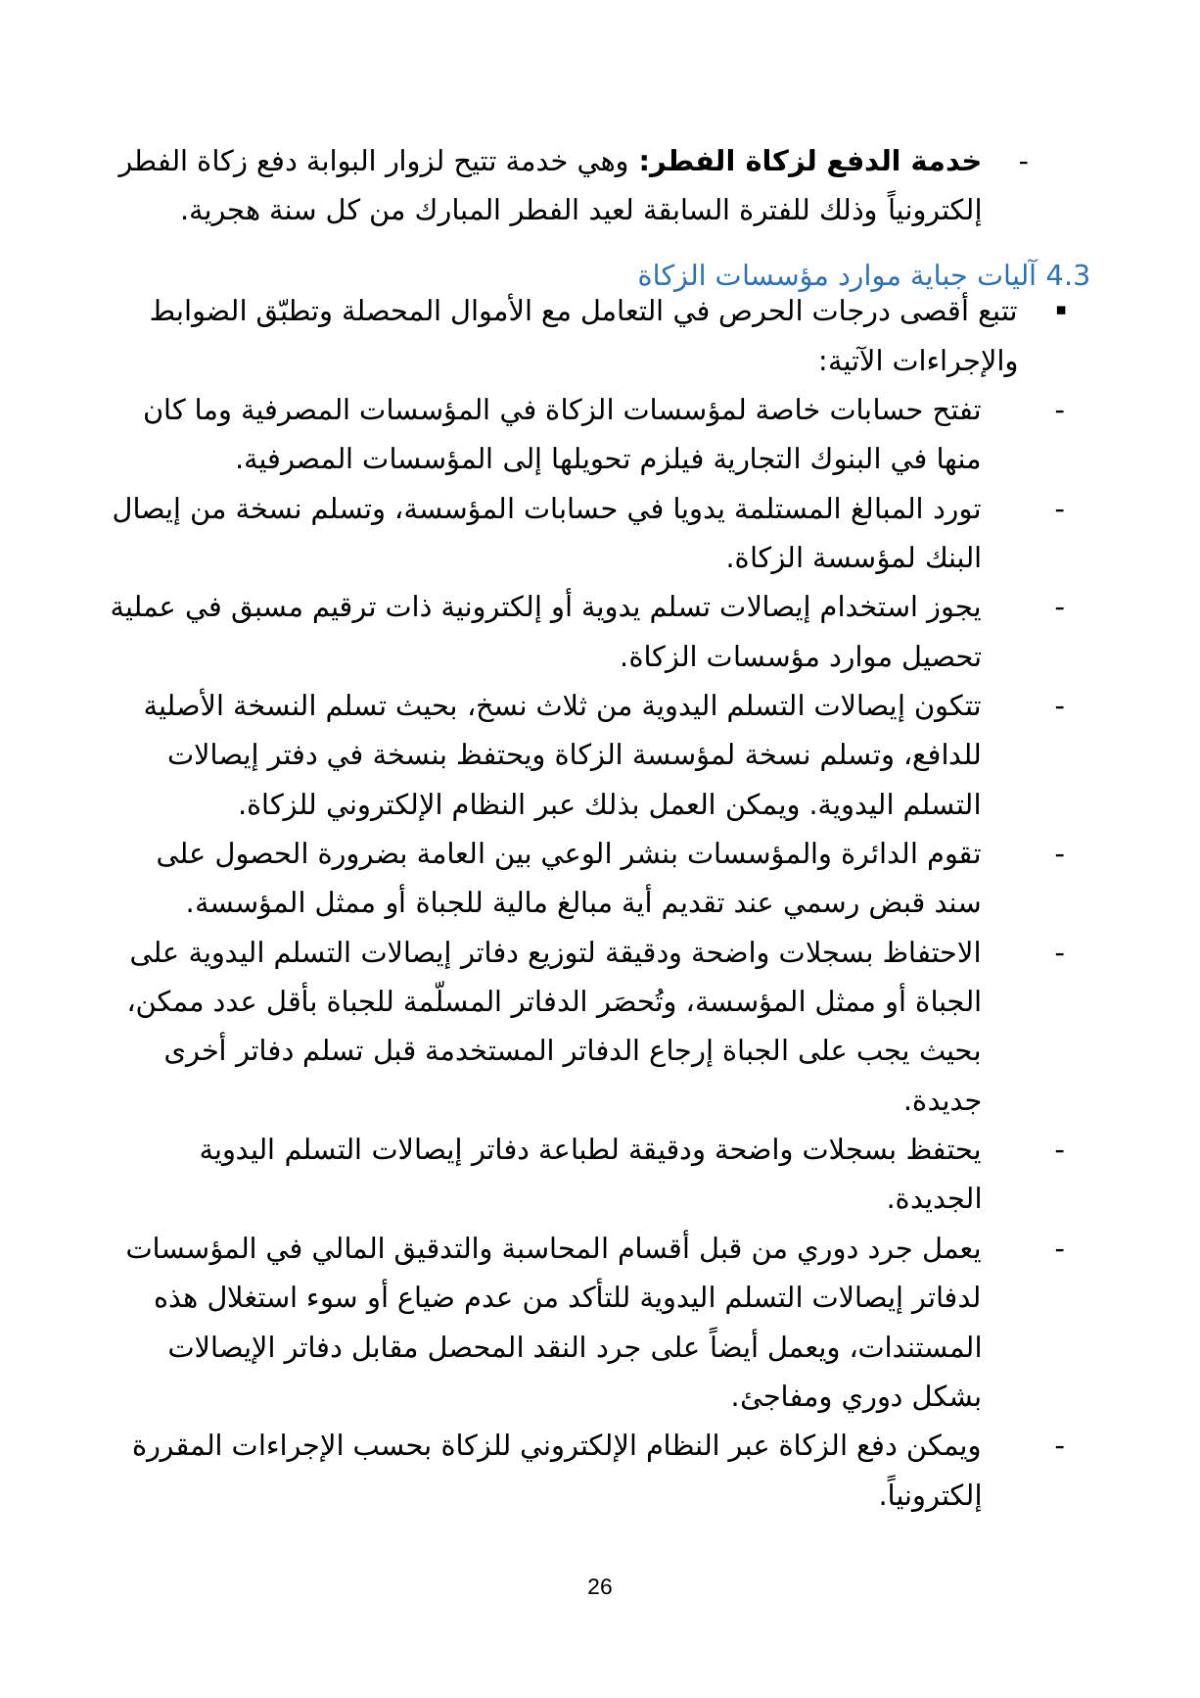 - خدمة الدفع لزكاة الفطر: وهي خدمة تتيح لزوار البوابة دفع زكاة الفطر
إلكترونياً وذلك للفترة السابقة لعيد الفطر المبارك من كل سنة هجرية.
4.3 آليات جباية موارد مؤسسات الزكاة
▪ تتبع أقصى درجات الحرص في التعامل مع الأموال المحصلة وتطبّق الضوابط
والإجراءات الآتية:
- تفتح حسابات خاصة لمؤسسات الزكاة في المؤسسات المصرفية وما كان
منها في البنوك التجارية فيلزم تحويلها إلى المؤسسات المصرفية.
- تورد المبالغ المستلمة يدويا في حسابات المؤسسة، وتسلم نسخة من إيصال
البنك لمؤسسة الزكاة.
- يجوز استخدام إيصالات تسلم يدوية أو إلكترونية ذات ترقيم مسبق في عملية
تحصيل موارد مؤسسات الزكاة.
- تتكون إيصالات التسلم اليدوية من ثلاث نسخ، بحيث تسلم النسخة الأصلية
للدافع، وتسلم نسخة لمؤسسة الزكاة ويحتفظ بنسخة في دفتر إيصالات
التسلم اليدوية. ويمكن العمل بذلك عبر النظام الإلكتروني للزكاة.
- تقوم الدائرة والمؤسسات بنشر الوعي بين العامة بضرورة الحصول على
سند قبض رسمي عند تقديم أية مبالغ مالية للجباة أو ممثل المؤسسة.
- الاحتفاظ بسجلات واضحة ودقيقة لتوزيع دفاتر إيصالات التسلم اليدوية على
الجباة أو ممثل المؤسسة، وتُحصَر الدفاتر المسلّمة للجباة بأقل عدد ممكن،
بحيث يجب على الجباة إرجاع الدفاتر المستخدمة قبل تسلم دفاتر أخرى
جديدة.
- يحتفظ بسجلات واضحة ودقيقة لطباعة دفاتر إيصالات التسلم اليدوية
الجديدة.
- يعمل جرد دوري من قبل أقسام المحاسبة والتدقيق المالي في المؤسسات
لدفاتر إيصالات التسلم اليدوية للتأكد من عدم ضياع أو سوء استغلال هذه
المستندات، ويعمل أيضاً على جرد النقد المحصل مقابل دفاتر الإيصالات
بشكل دوري ومفاجئ.
- ويمكن دفع الزكاة عبر النظام الإلكتروني للزكاة بحسب الإجراءات المقررة
إلكترونياً.
26